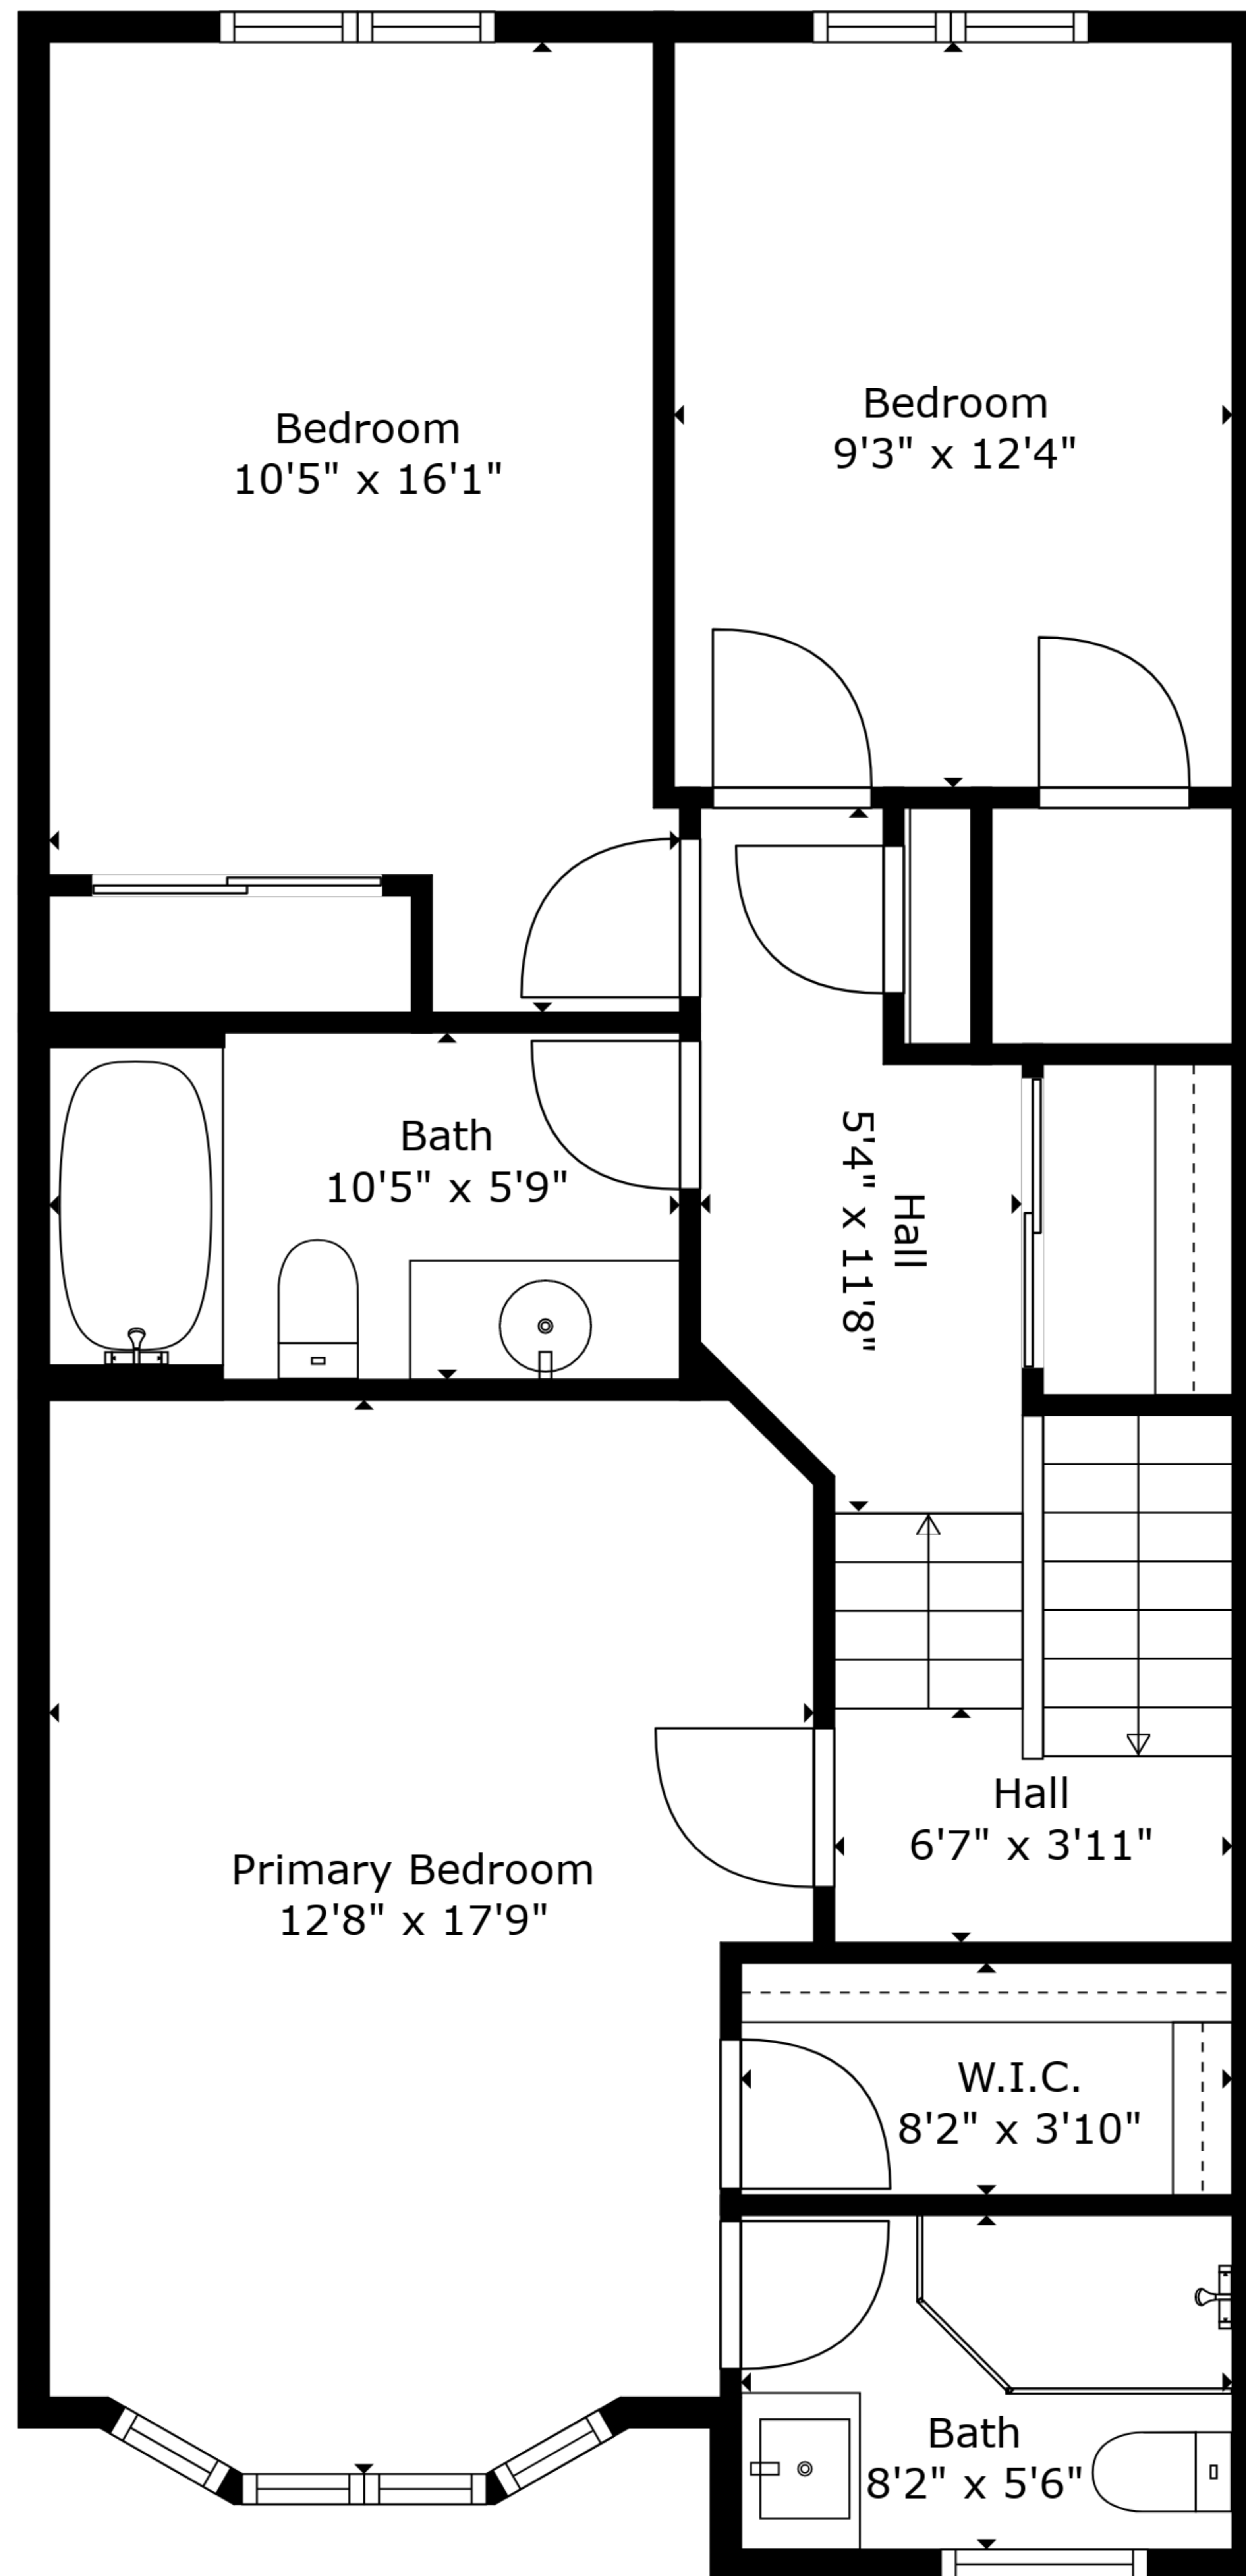 Bedroom
10'5" x 16'1"
Bedroom
9'3" x 12'4"
Bath
10'5" x 5'9"
Hall
5'4" x 11'8"
Hall
6'7" x 3'11"
Primary Bedroom
12'8" x 17'9"
W.I.C.
8'2" x 3'10"
Bath
8'2" x 5'6"